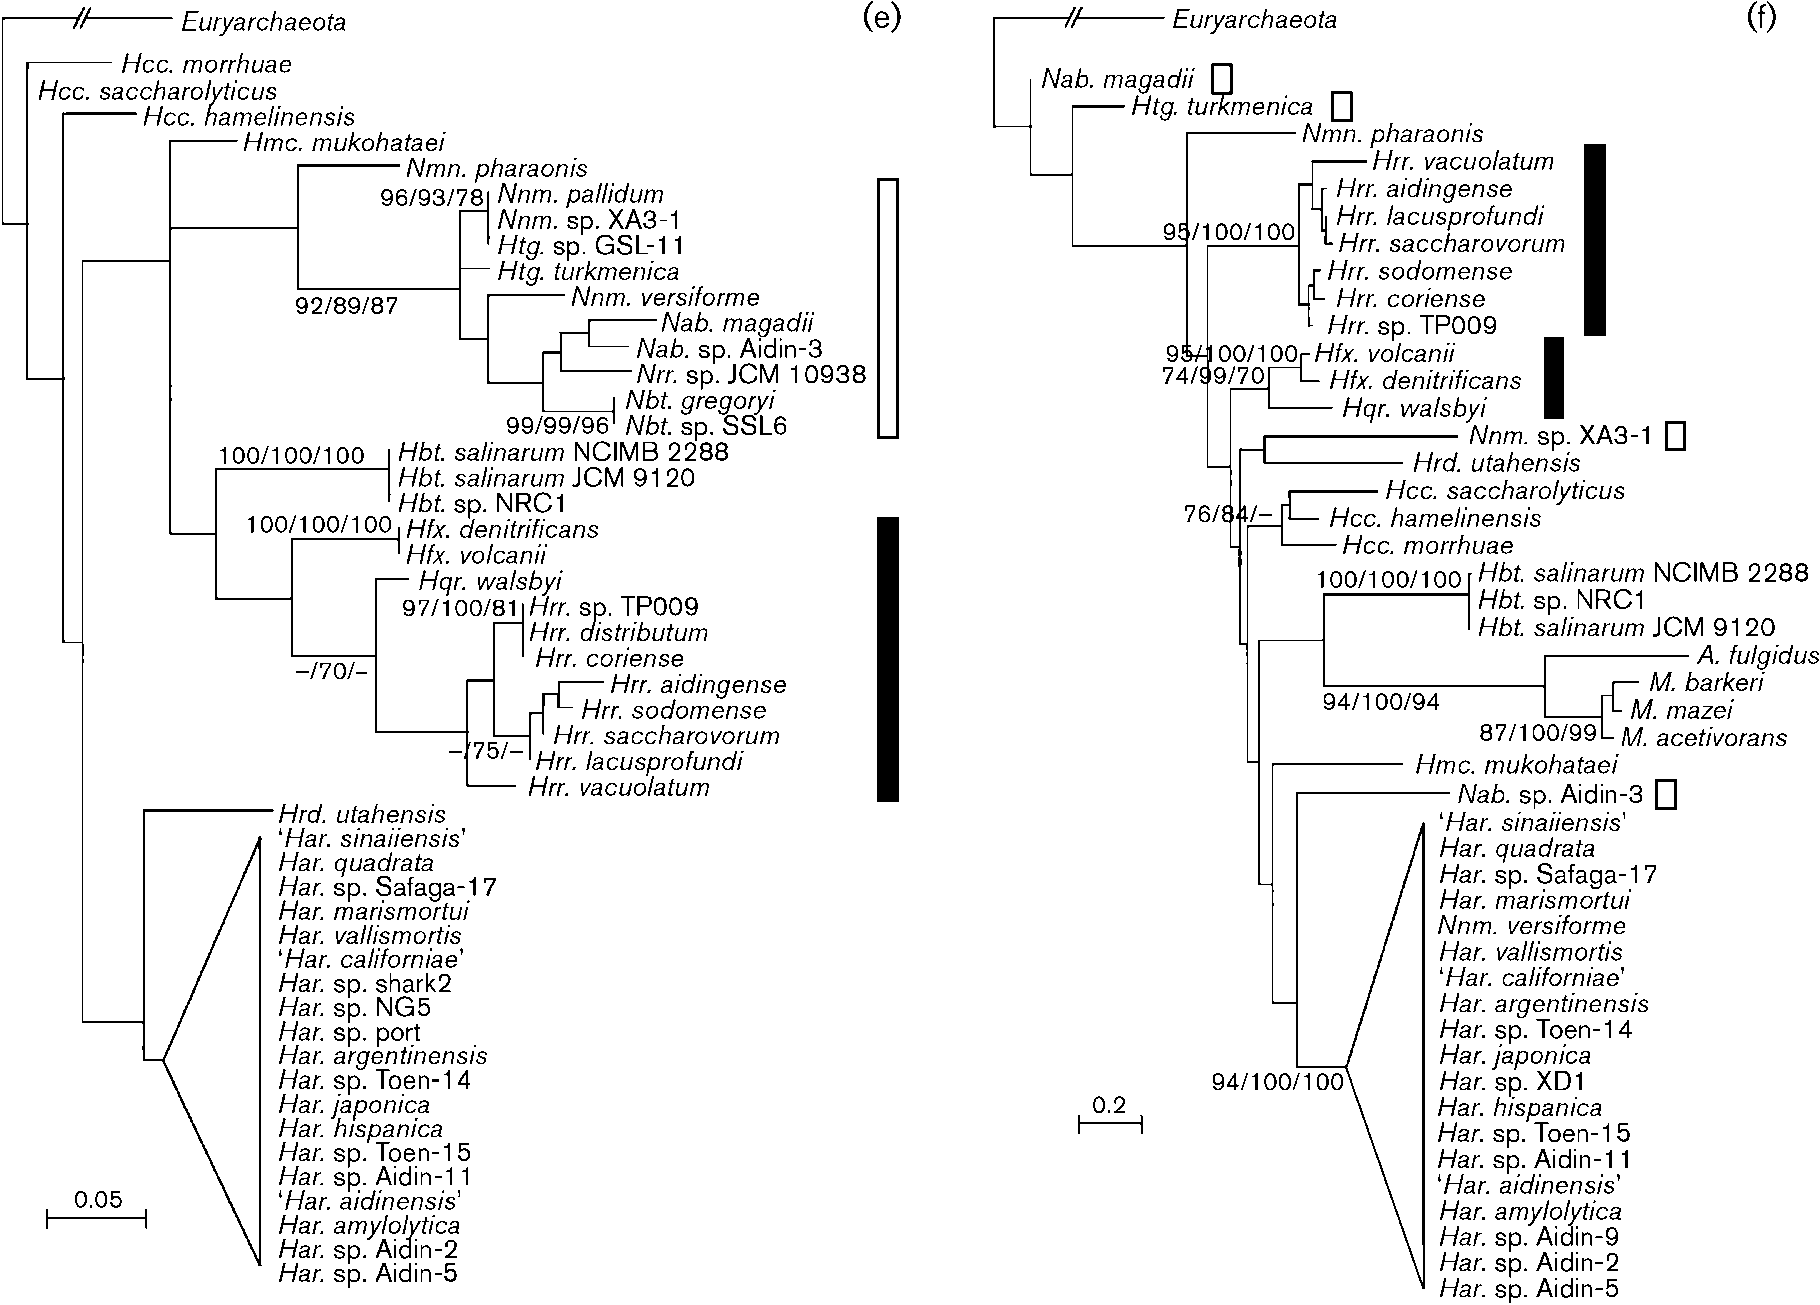 (e)
Euryarchaeota
Hcc. morrhuae
Hcc. saccharolyticus
Hcc. hamelinensis
Hmc. mukohataei
Nmn. pharaonis
96/93/78
Nnm. pallidum
Nnm. sp. XA3-1
Htg. sp. GSL-11
Htg. turkmenica
92/89/87
Nnm. versiforme
Nab. magadii
Nab. sp. Aidin-3
Nrr. sp. JCM 10938
Nbt. gregoryi
99/99/96
Nbt. sp. SSL6
100/100/100
Hbt. salinarum NCIMB 2288
Hbt. salinarum JCM 9120
Hbt. sp. NRC1
100/100/100
Hfx. denitrificans
Hfx. volcanii
Hqr. walsbyi
97/100/81
Hrr. sp. TP009
Hrr. distributum
Hrr. coriense
–/70/–
Hrr. aidingense
Hrr. sodomense
Hrr. saccharovorum
–/75/–
Hrr. lacusprofundi
Hrr. vacuolatum
Hrd. utahensis
'Har. sinaiiensis'
Har. quadrata
Har. sp. Safaga-17
Har. marismortui
Har. vallismortis
'Har. californiae'
Har. sp. shark2
Har. sp. NG5
Har. sp. port
Har. argentinensis
Har. sp. Toen-14
Har. japonica
Har. hispanica
Har. sp. Toen-15
Har. sp. Aidin-11
'Har. aidinensis'
Har. amylolytica
Har. sp. Aidin-2
Har. sp. Aidin-5
0.05
(f)
Euryarchaeota
Nab. magadii
Htg. turkmenica
Nmn. pharaonis
Hrr. vacuolatum
Hrr. aidingense
Hrr. lacusprofundi
95/100/100
Hrr. saccharovorum
Hrr. sodomense
Hrr. coriense
Hrr. sp. TP009
95/100/100
Hfx. volcanii
74/99/70
Hfx. denitrificans
Hqr. walsbyi
Nnm. sp. XA3-1
Hrd. utahensis
Hcc. saccharolyticus
76/84/–
Hcc. hamelinensis
Hcc. morrhuae
100/100/100
Hbt. salinarum NCIMB 2288
Hbt. sp. NRC1
Hbt. salinarum JCM 9120
A. fulgidus
94/100/94
M. barkeri
M. mazei
87/100/99
M. acetivorans
Hmc. mukohataei
Nab. sp. Aidin-3
'Har. sinaiiensis'
Har. quadrata
Har. sp. Safaga-17
Har. marismortui
Nnm. versiforme
Har. vallismortis
'Har. californiae'
Har. argentinensis
Har. sp. Toen-14
Har. japonica
94/100/100
Har. sp. XD1
Har. hispanica
Har. sp. Toen-15
Har. sp. Aidin-11
'Har. aidinensis'
Har. amylolytica
Har. sp. Aidin-9
Har. sp. Aidin-2
Har. sp. Aidin-5
0.2